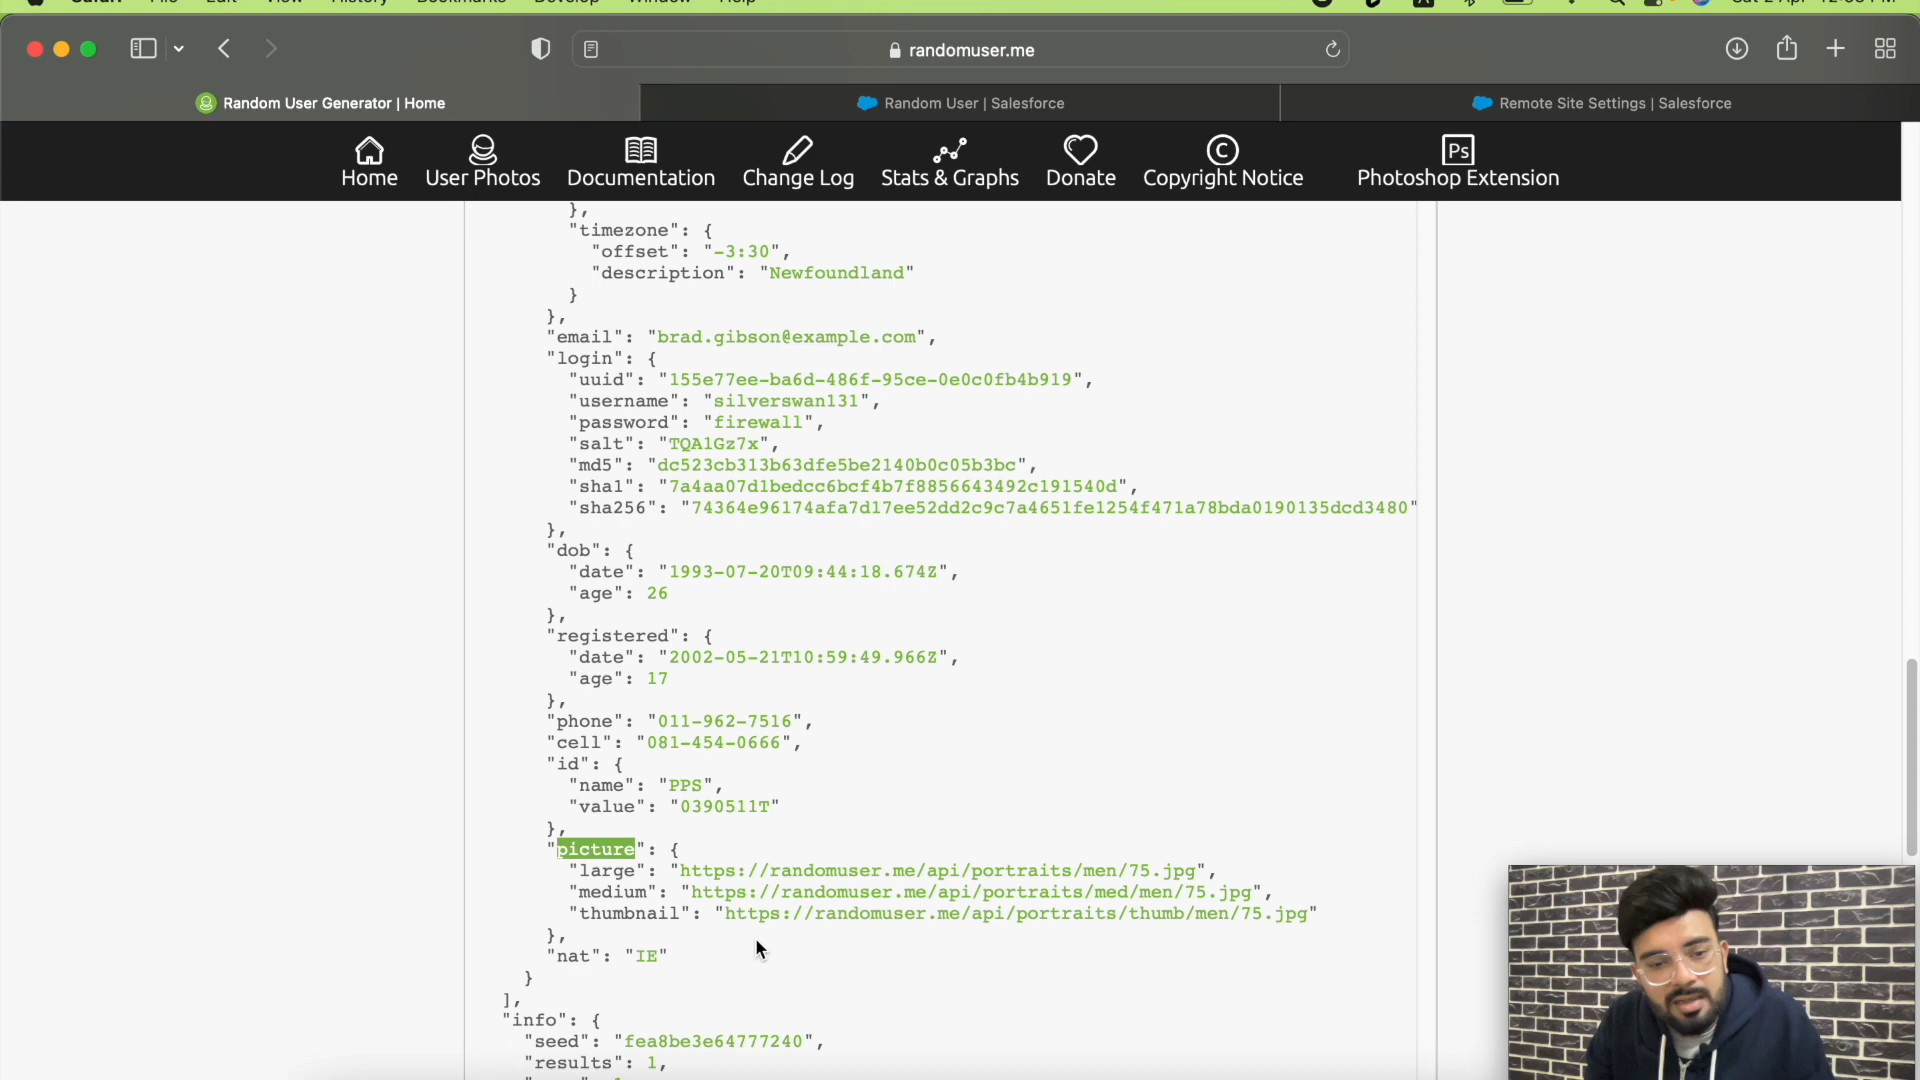 randomuser.me
Random User Generator | Home
Random User | Salesforce
Remote Site Settings | Salesforce
Home
User Photos
Documentation
Change Log
Stats & Graphs
Donate
Copyright Notice
Ps
Photoshop Extension
},
"timezone": {
"offset": "-3:30",
"description": "Newfoundland"
}
},
"email": "brad.gibson@example.com",
"login": {
"uuid": "155e77ee-ba6d-486f-95ce-0e0c0fb4b919",
"username": "silverswan131",
"password": "firewall",
"salt": "TQA1Gz7x",
"md5": "dc523cb313b63dfe5be2140b0c05b3bc",
"sha1": "7a4aa07d1bedcc6bcf4b7f8856643492c191540d",
"sha256": "74364e96174afa7d17ee52dd2c9c7a4651fe1254f471a78bda0190135dcd3480"
},
"dob": {
"date": "1993-07-20T09:44:18.674Z",
"age": 26
},
"registered": {
"date": "2002-05-21T10:59:49.966Z",
"age": 17
},
"phone": "011-962-7516",
"cell": "081-454-0666",
"id": {
"name": "PPS",
"value": "0390511T"
},
"picture": {
"large": "https://randomuser.me/api/portraits/men/75.jpg",
"medium": "https://randomuser.me/api/portraits/med/men/75.jpg",
"thumbnail": "https://randomuser.me/api/portraits/thumb/men/75.jpg"
},
"nat": "IE"
}
],
"info": {
"seed": "fea8be3e64777240",
"results": 1,